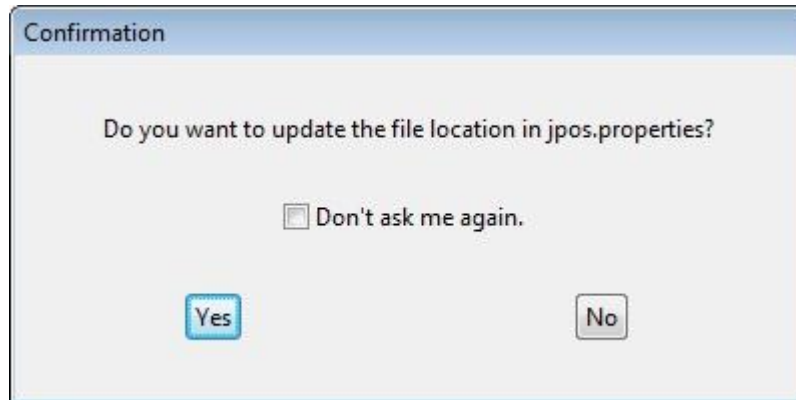 Confirmation
Do you want to update the file location in jpos.properties?
Don't ask me again.
Yes No